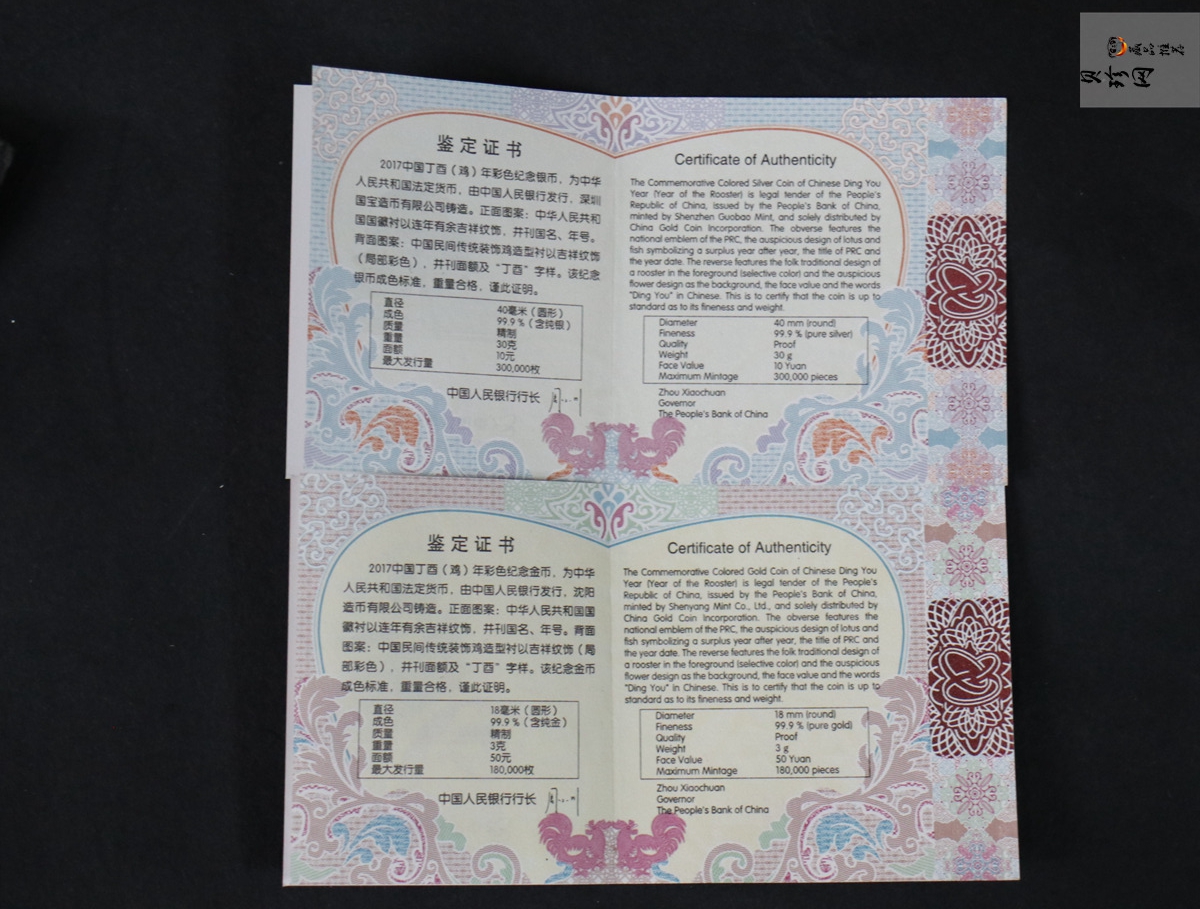 藏品推荐
贝珍网
鉴定证书
2017中国丁酉（鸡）年彩色纪念银币，为中华
人民共和国法定货币，由中国人民银行发行，深圳
国宝造币有限公司铸造。正面图案：中华人民共和
国国徽衬以连年有余吉祥纹饰，并刊国名、年号。
背面图案：中国民间传统装饰鸡造型衬以吉祥纹饰
（局部彩色），并刊面额及“丁酉”字样。该纪念
银币成色标准，重量合格，谨此证明。
直径 40毫米（圆形）
成色 99.9％（含纯银）
质量 精制
重量 30克
面额 10元
最大发行量 300,000枚
中国人民银行行长
Certificate of Authenticity
The Commemorative Colored Silver Coin of Chinese Ding You
Year (Year of the Rooster) is legal tender of the People's
Republic of China, issued by the People's Bank of China,
minted by Shenzhen Guobao Mint, and solely distributed by
China Gold Coin Incorporation. The obverse features the
national emblem of the PRC, the auspicious design of lotus and
fish symbolizing a surplus year after year, the title of PRC and
the year date. The reverse features the folk traditional design of
a rooster in the foreground (selective color) and the auspicious
flower design as the background, the face value and the words
"Ding You" in Chinese. This is to certify that the coin is up to
standard as to its fineness and weight.
Diameter 40 mm (round)
Fineness 99.9 % (pure silver)
Quality Proof
Weight 30 g
Face Value 10 Yuan
Maximum Mintage 300,000 pieces
Zhou Xiaochuan
Governor
The People's Bank of China
鉴定证书
2017中国丁酉（鸡）年彩色纪念金币，为中华
人民共和国法定货币，由中国人民银行发行，沈阳
造币有限公司铸造。正面图案：中华人民共和国国
徽衬以连年有余吉祥纹饰，并刊国名、年号。背面
图案：中国民间传统装饰鸡造型衬以吉祥纹饰（局
部彩色），并刊面额及“丁酉”字样。该纪念金币
成色标准，重量合格，谨此证明。
直径 18毫米（圆形）
成色 99.9％（含纯金）
质量 精制
重量 3克
面额 50元
最大发行量 180,000枚
中国人民银行行长
Certificate of Authenticity
The Commemorative Colored Gold Coin of Chinese Ding You
Year (Year of the Rooster) is legal tender of the People's
Republic of China, issued by the People's Bank of China,
minted by Shenyang Mint Co., Ltd., and solely distributed by
China Gold Coin Incorporation. The obverse features the
national emblem of the PRC, the auspicious design of lotus and
fish symbolizing a surplus year after year, the title of PRC and
the year date. The reverse features the folk traditional design of
a rooster in the foreground (selective color) and the auspicious
flower design as the background, the face value and the words
"Ding You" in Chinese. This is to certify that the coin is up to
standard as to its fineness and weight.
Diameter 18 mm (round)
Fineness 99.9 % (pure gold)
Quality Proof
Weight 3 g
Face Value 50 Yuan
Maximum Mintage 180,000 pieces
Zhou Xiaochuan
Governor
The People's Bank of China